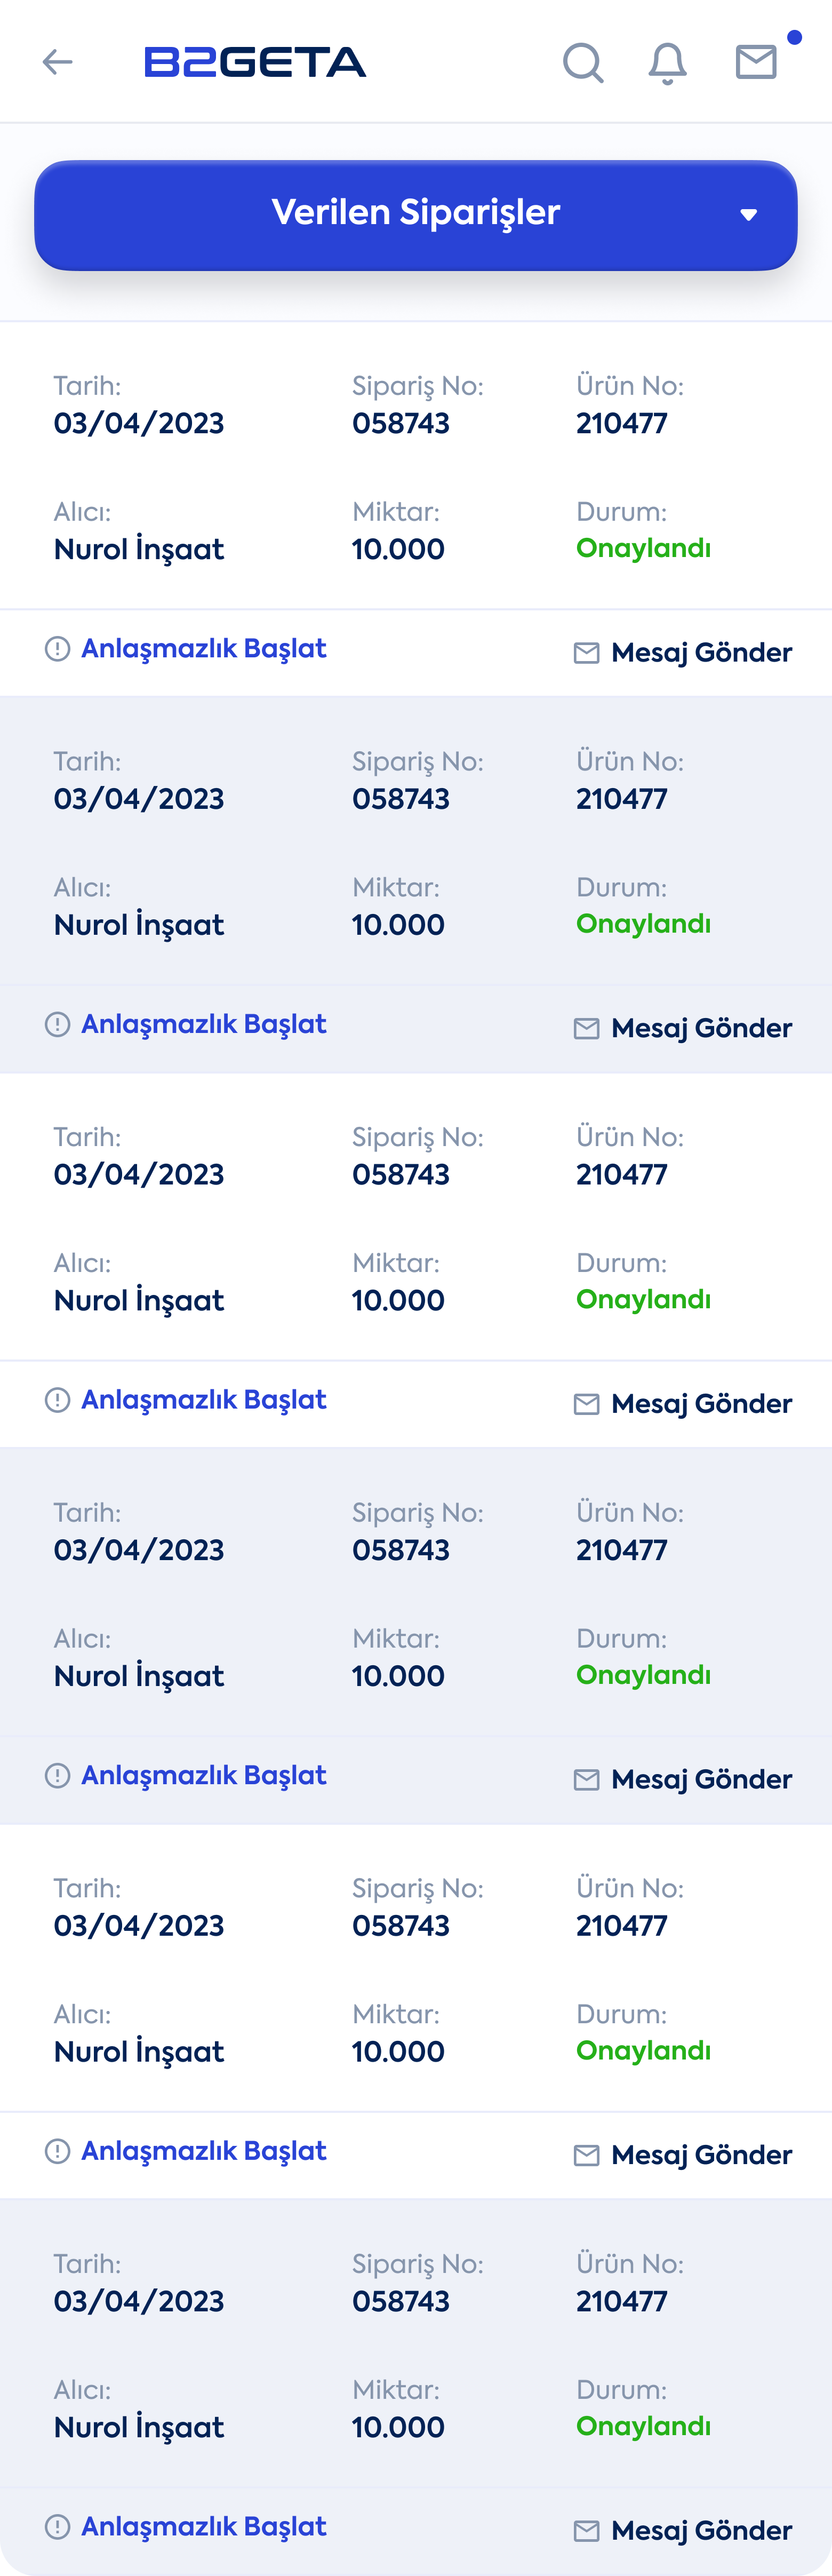 B2GETA
Verilen Siparişler
Tarih: Sipariş No: Ürün No:
03/04/2023 058743 210477
Alıcı: Miktar: Durum:
Nurol İnşaat 10.000 Onaylandı
Anlaşmazlık Başlat Mesaj Gönder
Tarih: Sipariş No: Ürün No:
03/04/2023 058743 210477
Alıcı: Miktar: Durum:
Nurol İnşaat 10.000 Onaylandı
Anlaşmazlık Başlat Mesaj Gönder
Tarih: Sipariş No: Ürün No:
03/04/2023 058743 210477
Alıcı: Miktar: Durum:
Nurol İnşaat 10.000 Onaylandı
Anlaşmazlık Başlat Mesaj Gönder
Tarih: Sipariş No: Ürün No:
03/04/2023 058743 210477
Alıcı: Miktar: Durum:
Nurol İnşaat 10.000 Onaylandı
Anlaşmazlık Başlat Mesaj Gönder
Tarih: Sipariş No: Ürün No:
03/04/2023 058743 210477
Alıcı: Miktar: Durum:
Nurol İnşaat 10.000 Onaylandı
Anlaşmazlık Başlat Mesaj Gönder
Tarih: Sipariş No: Ürün No:
03/04/2023 058743 210477
Alıcı: Miktar: Durum:
Nurol İnşaat 10.000 Onaylandı
Anlaşmazlık Başlat Mesaj Gönder